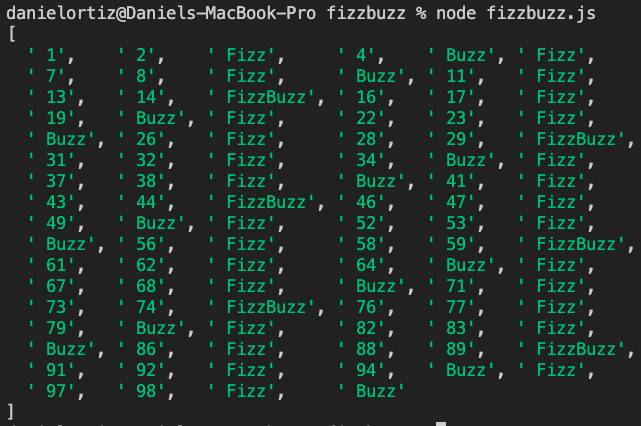 danielortiz@Daniels-MacBook-Pro fizzbuzz % node fizzbuzz.js
[
' 1', ' 2', ' Fizz', ' 4', ' Buzz', ' Fizz',
' 7', ' 8', ' Fizz', ' Buzz', ' 11', ' Fizz',
' 13', ' 14', ' FizzBuzz', ' 16', ' 17', ' Fizz',
' 19', ' Buzz', ' Fizz', ' 22', ' 23', ' Fizz',
' Buzz', ' 26', ' Fizz', ' 28', ' 29', ' FizzBuzz',
' 31', ' 32', ' Fizz', ' 34', ' Buzz', ' Fizz',
' 37', ' 38', ' Fizz', ' Buzz', ' 41', ' Fizz',
' 43', ' 44', ' FizzBuzz', ' 46', ' 47', ' Fizz',
' 49', ' Buzz', ' Fizz', ' 52', ' 53', ' Fizz',
' Buzz', ' 56', ' Fizz', ' 58', ' 59', ' FizzBuzz',
' 61', ' 62', ' Fizz', ' 64', ' Buzz', ' Fizz',
' 67', ' 68', ' Fizz', ' Buzz', ' 71', ' Fizz',
' 73', ' 74', ' FizzBuzz', ' 76', ' 77', ' Fizz',
' 79', ' Buzz', ' Fizz', ' 82', ' 83', ' Fizz',
' Buzz', ' 86', ' Fizz', ' 88', ' 89', ' FizzBuzz',
' 91', ' 92', ' Fizz', ' 94', ' Buzz', ' Fizz',
' 97', ' 98', ' Fizz', ' Buzz'
]